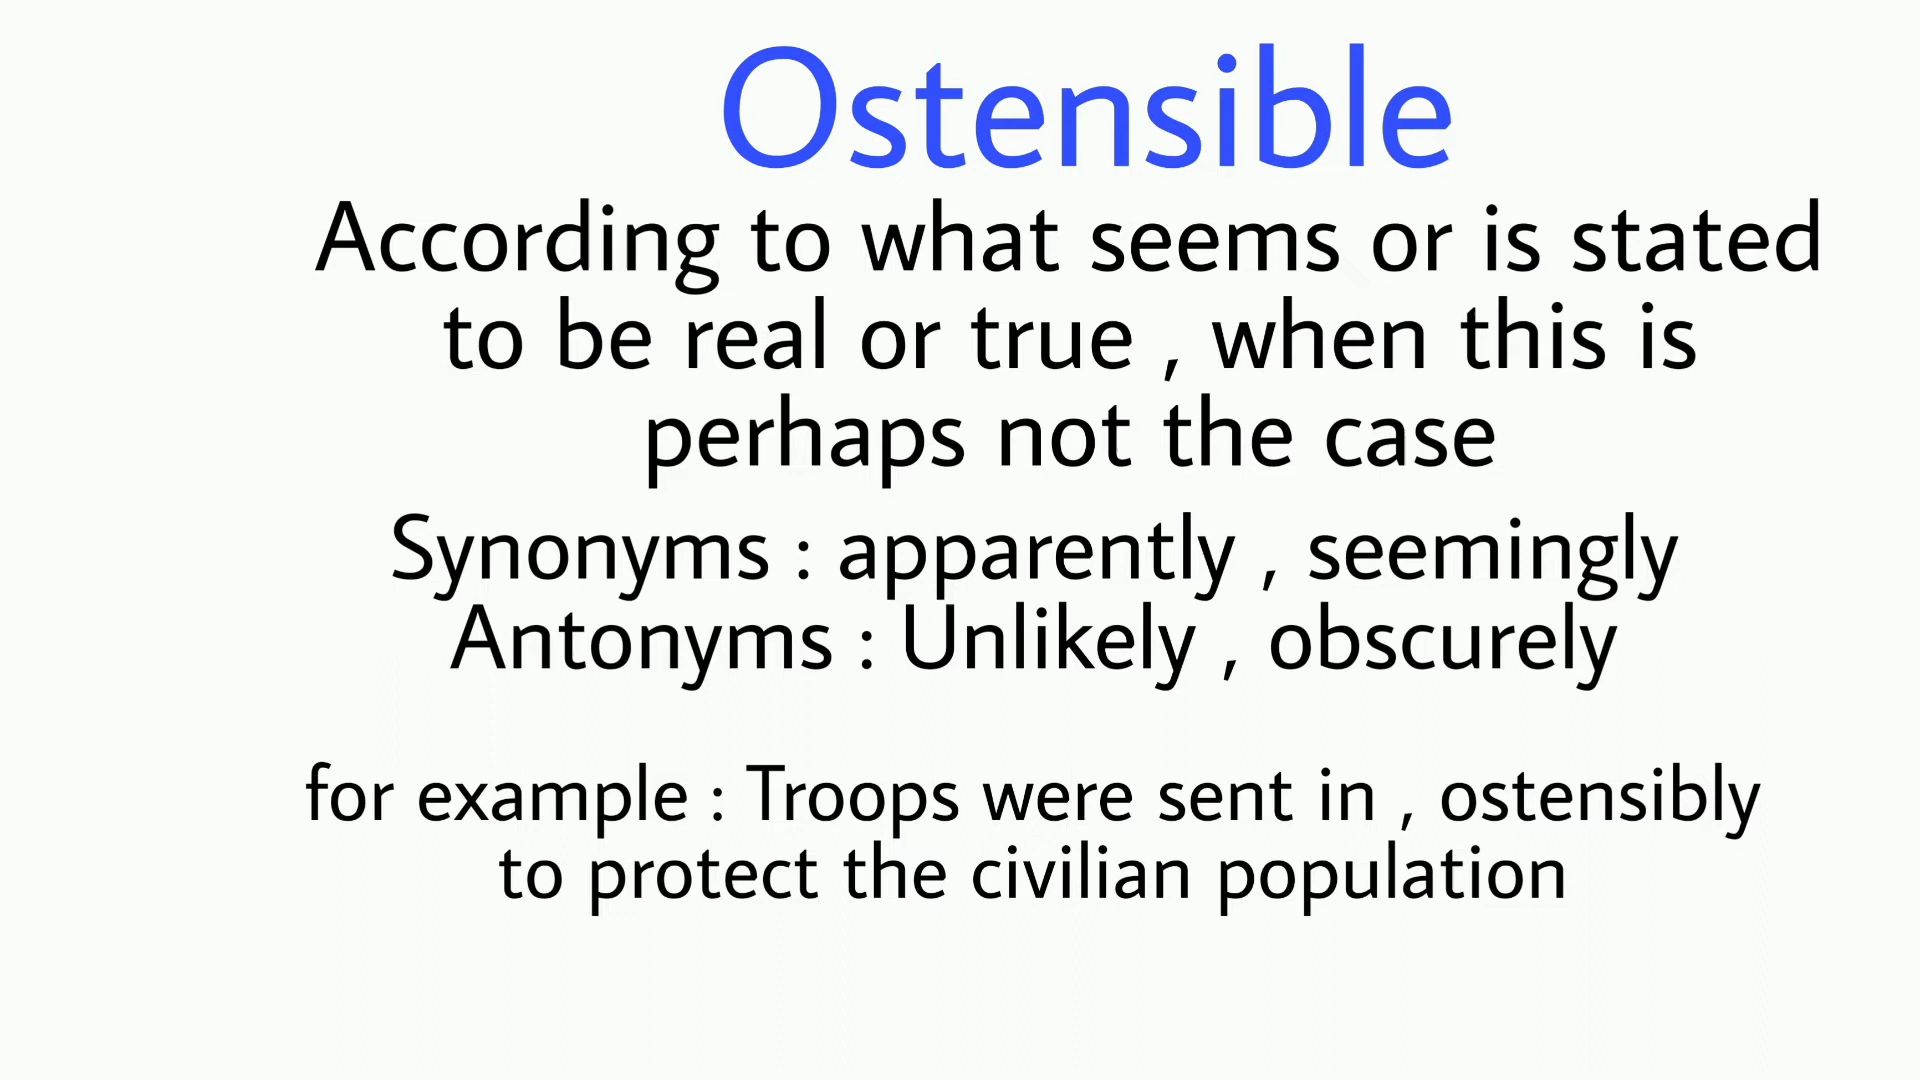 Ostensible
According to what seems or is stated
to be real or true , when this is
perhaps not the case
Synonyms : apparently , seemingly
Antonyms : Unlikely , obscurely
for example : Troops were sent in , ostensibly
to protect the civilian population